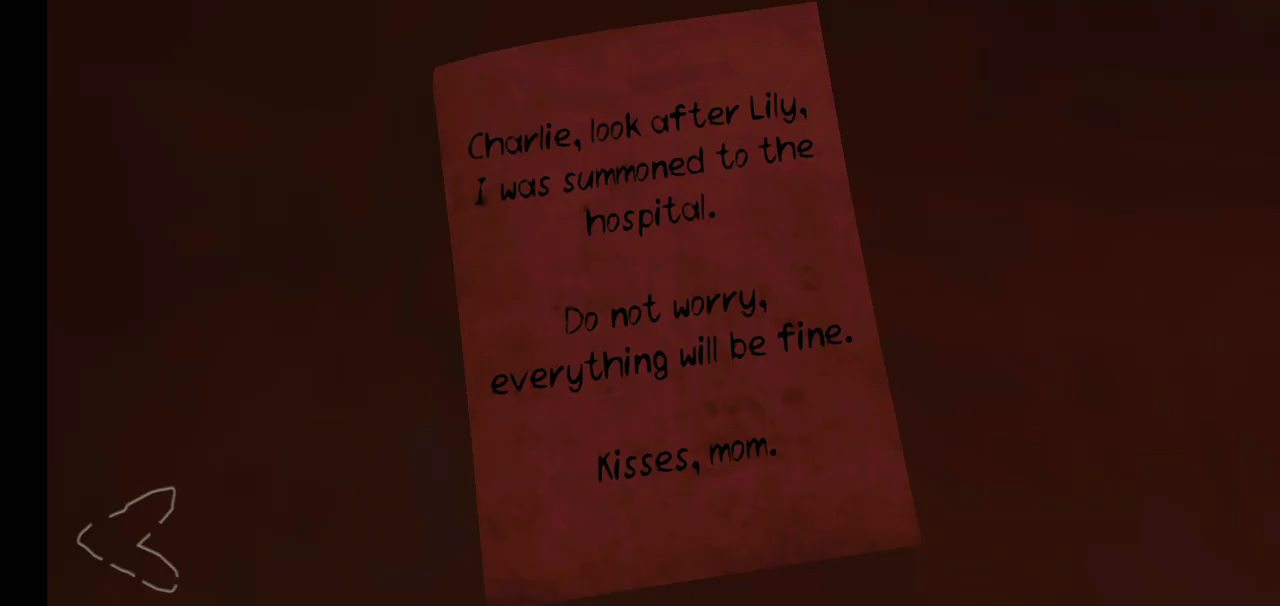 Charlie, look after Lily,
I was summoned to the
hospital.
Do not worry,
everything will be fine.
Kisses, mom.